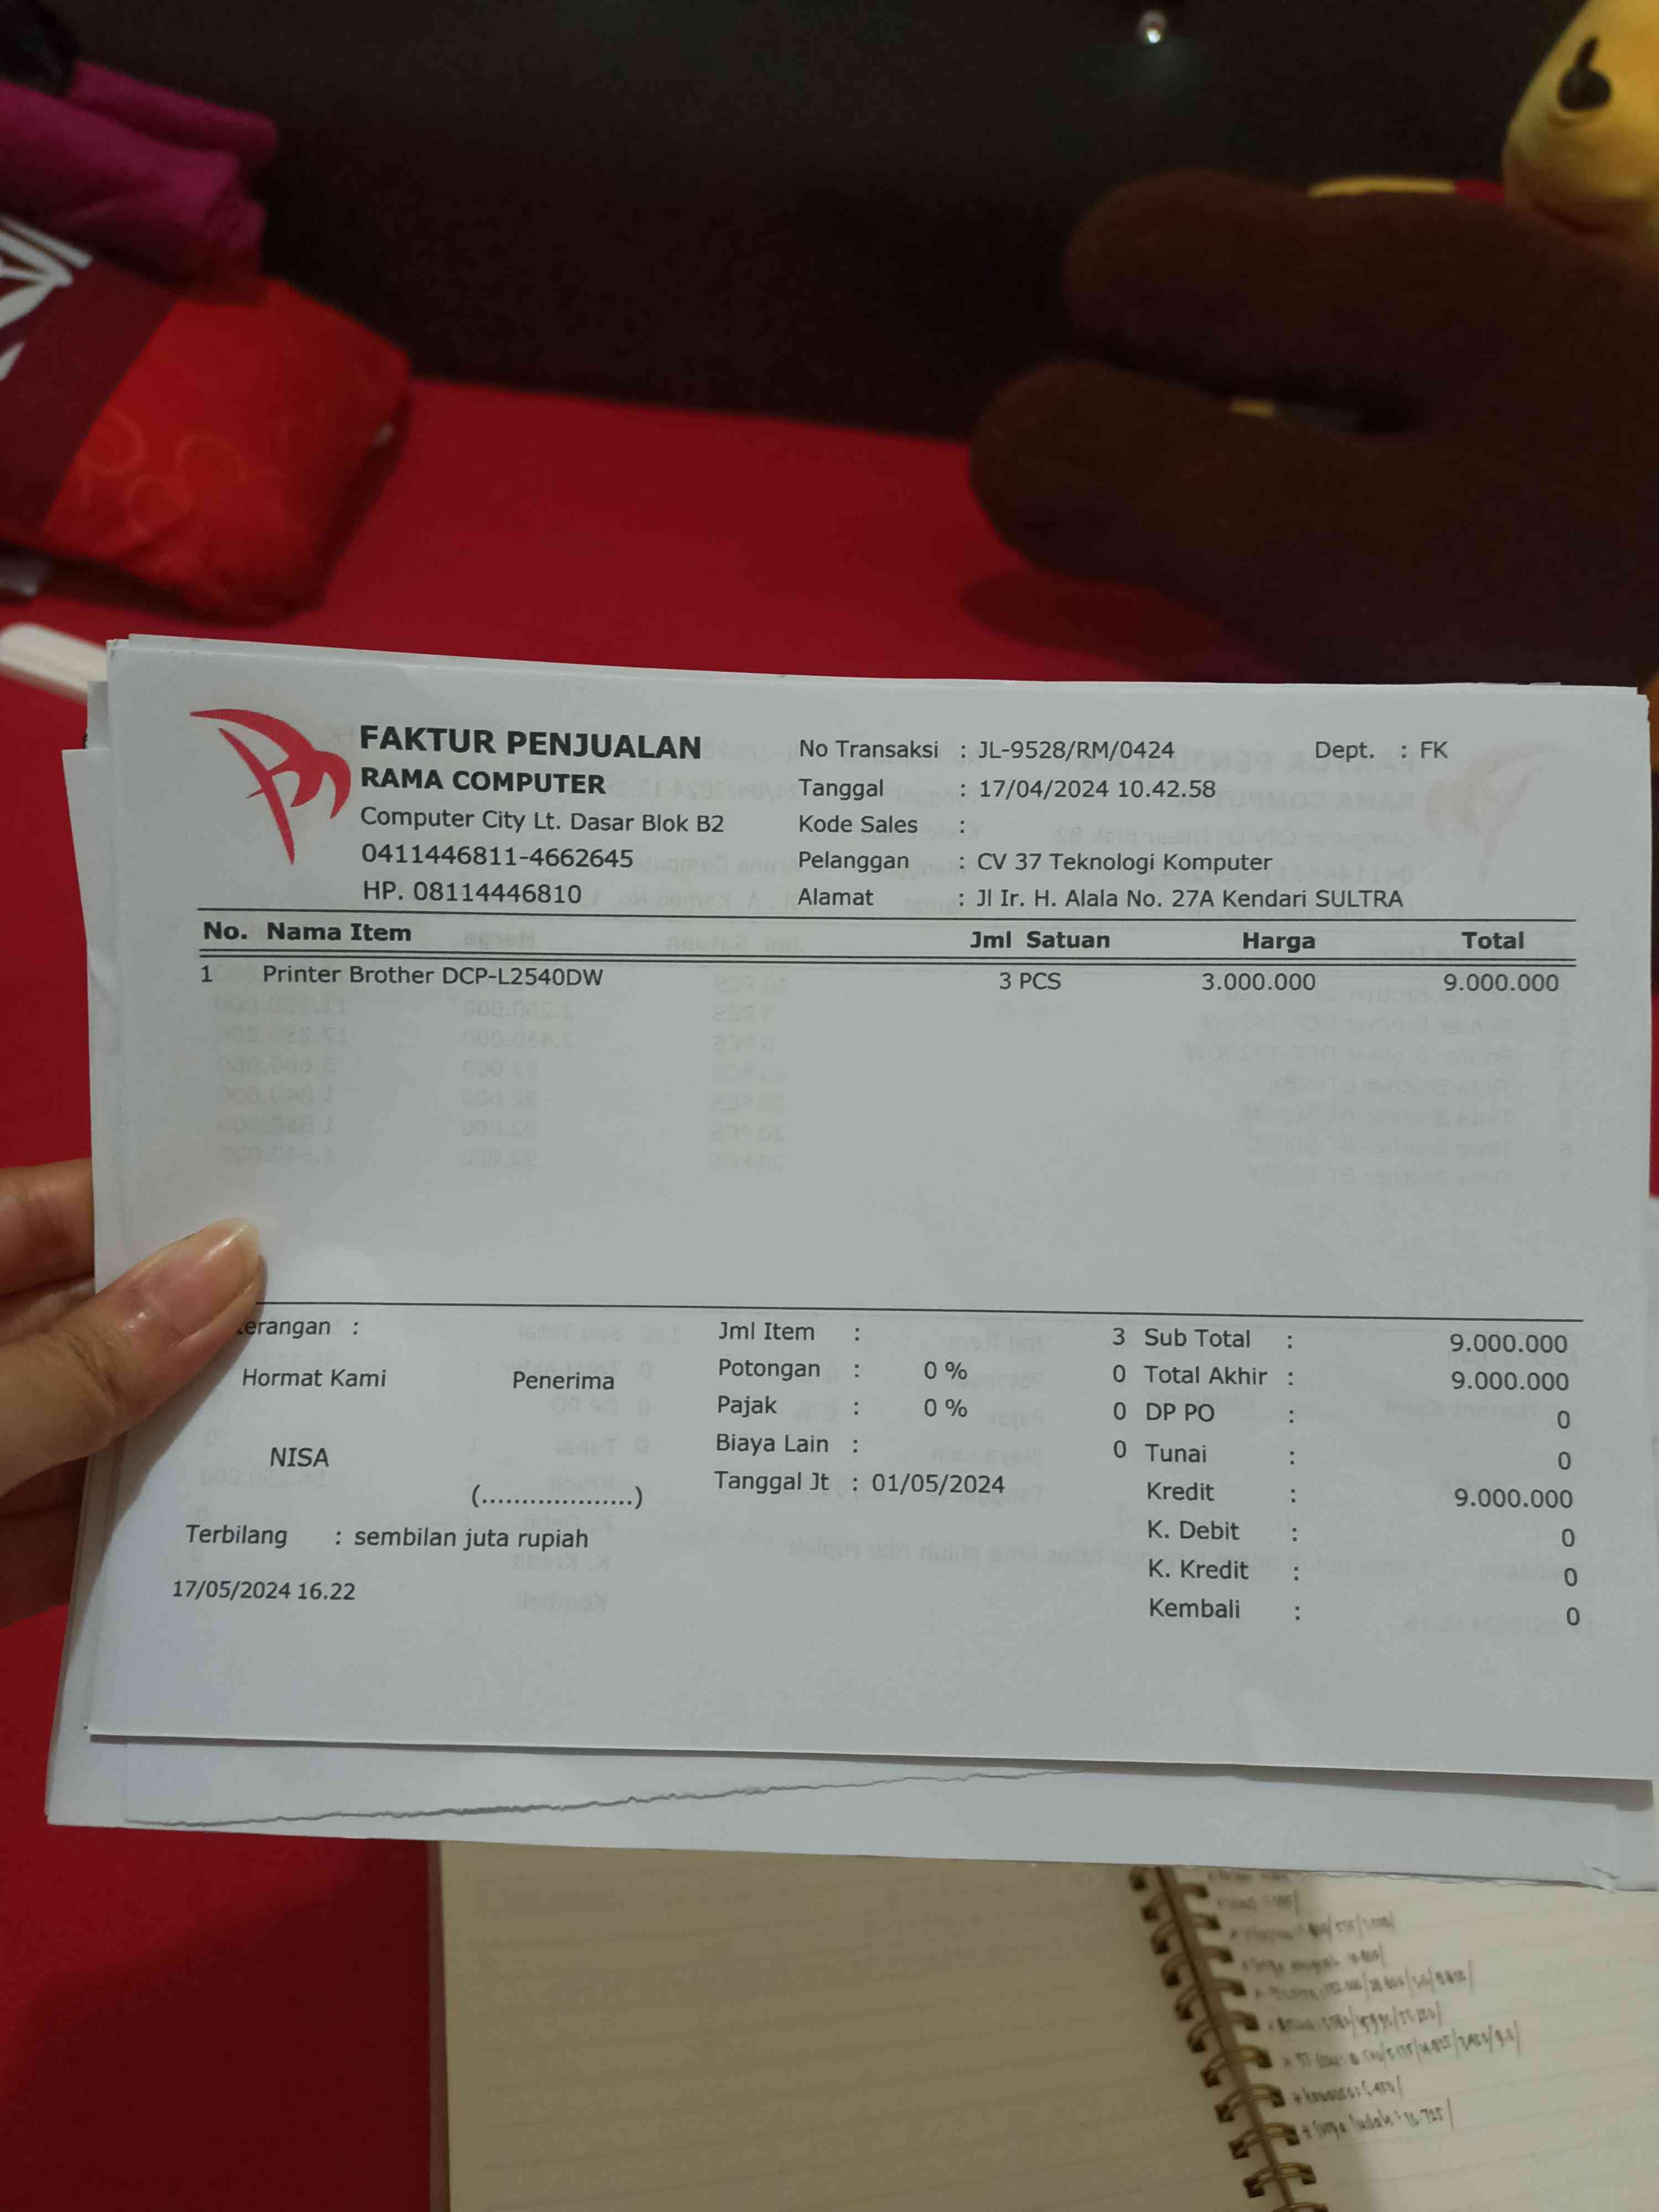 FAKTUR PENJUALAN
RAMA COMPUTER
Computer City Lt. Dasar Blok B2
0411446811-4662645
HP. 08114446810
No Transaksi : JL-9528/RM/0424 Dept. : FK
Tanggal : 17/04/2024 10.42.58
Kode Sales :
Pelanggan : CV 37 Teknologi Komputer
Alamat : Jl Ir. H. Alala No. 27A Kendari SULTRA
No. Nama Item Jml Satuan Harga Total
1 Printer Brother DCP-L2540DW 3 PCS 3.000.000 9.000.000
terangan :
Hormat Kami Penerima
NISA
(...................)
Terbilang : sembilan juta rupiah
17/05/2024 16.22
Jml Item : 3
Potongan : 0 % 0
Pajak : 0 % 0
Biaya Lain : 0
Tanggal Jt : 01/05/2024
Sub Total : 9.000.000
Total Akhir : 9.000.000
DP PO : 0
Tunai : 0
Kredit : 9.000.000
K. Debit : 0
K. Kredit : 0
Kembali : 0